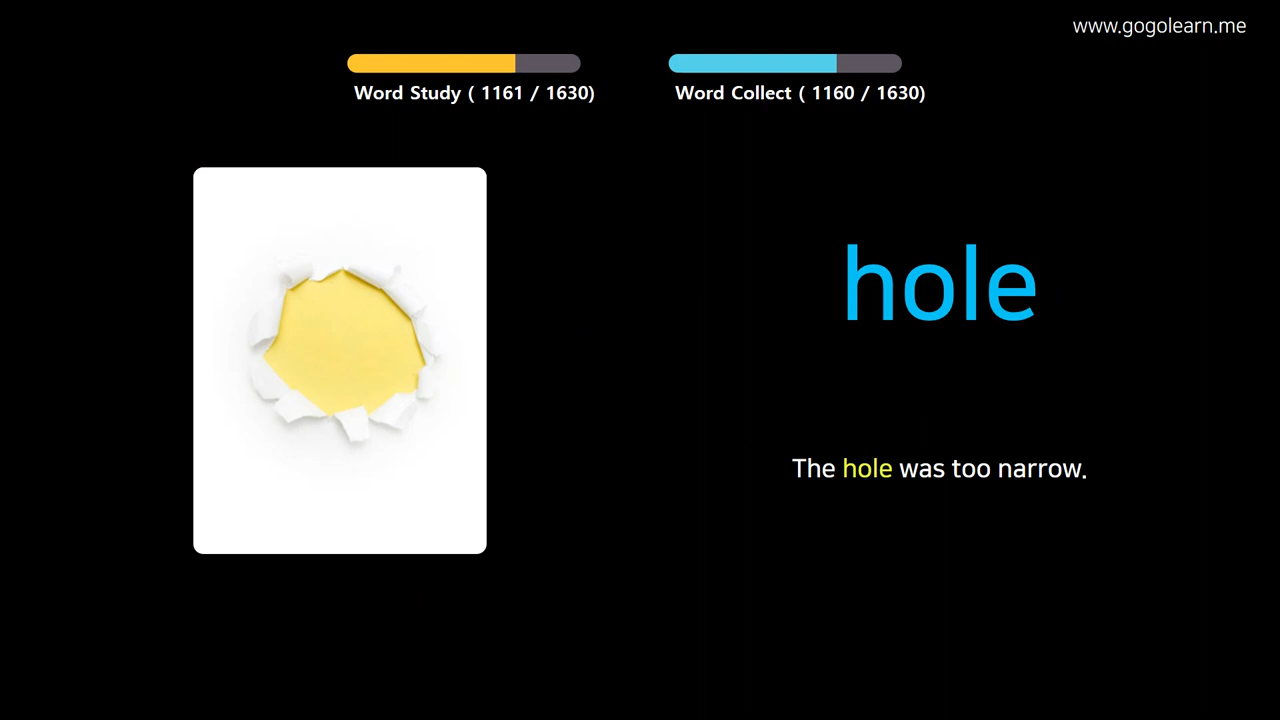 www.gogolearn.me
Word Study ( 1161 / 1630)
Word Collect ( 1160 / 1630)
hole
The hole was too narrow.